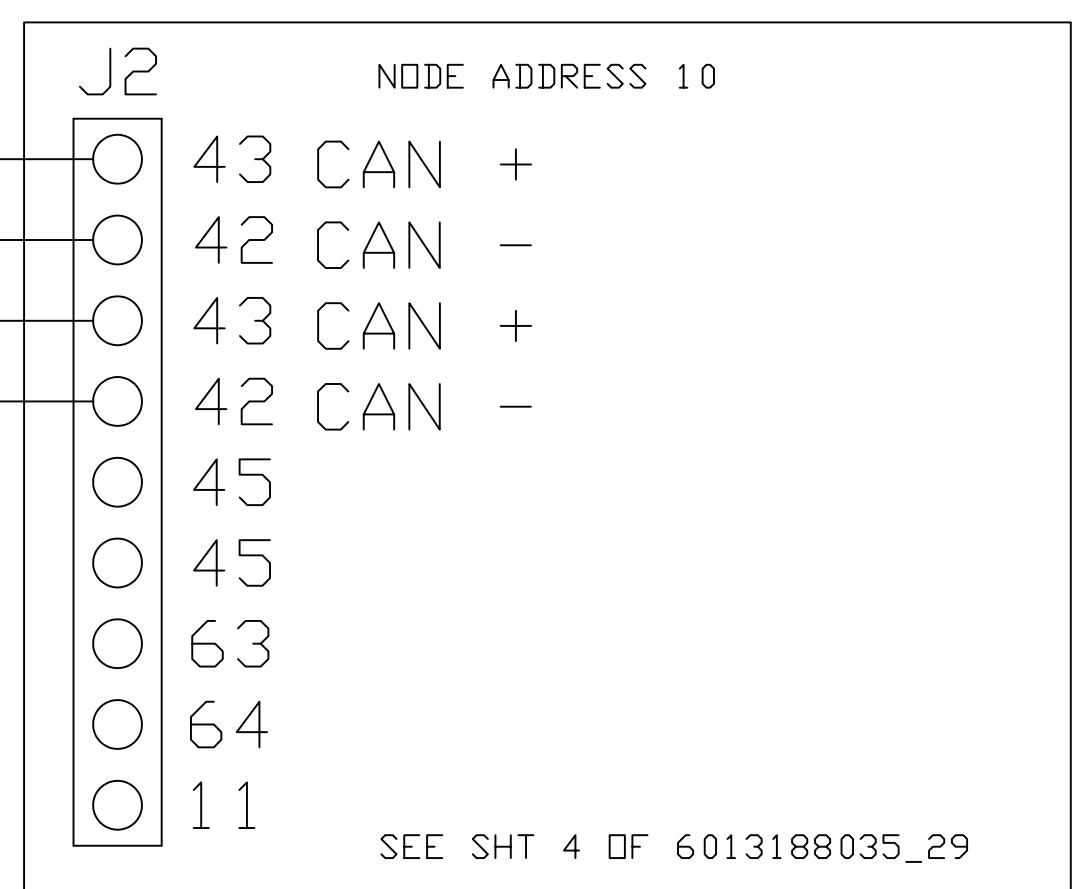 J2
NODE ADDRESS 10
43 CAN +
42 CAN -
43 CAN +
42 CAN -
45
45
63
64
11
SEE SHT 4 OF 6013188035_29